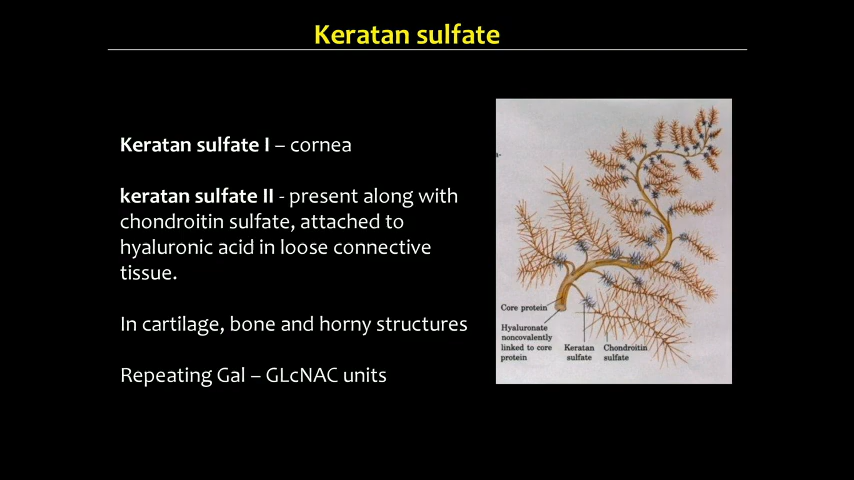 Keratan sulfate
Keratan sulfate I – cornea
keratan sulfate II - present along with
chondroitin sulfate, attached to
hyaluronic acid in loose connective
tissue.
In cartilage, bone and horny structures
Repeating Gal – GLcNAC units
Core protein
Hyaluronate
noncovalently
linked to core
protein
Keratan
sulfate
Chondroitin
sulfate